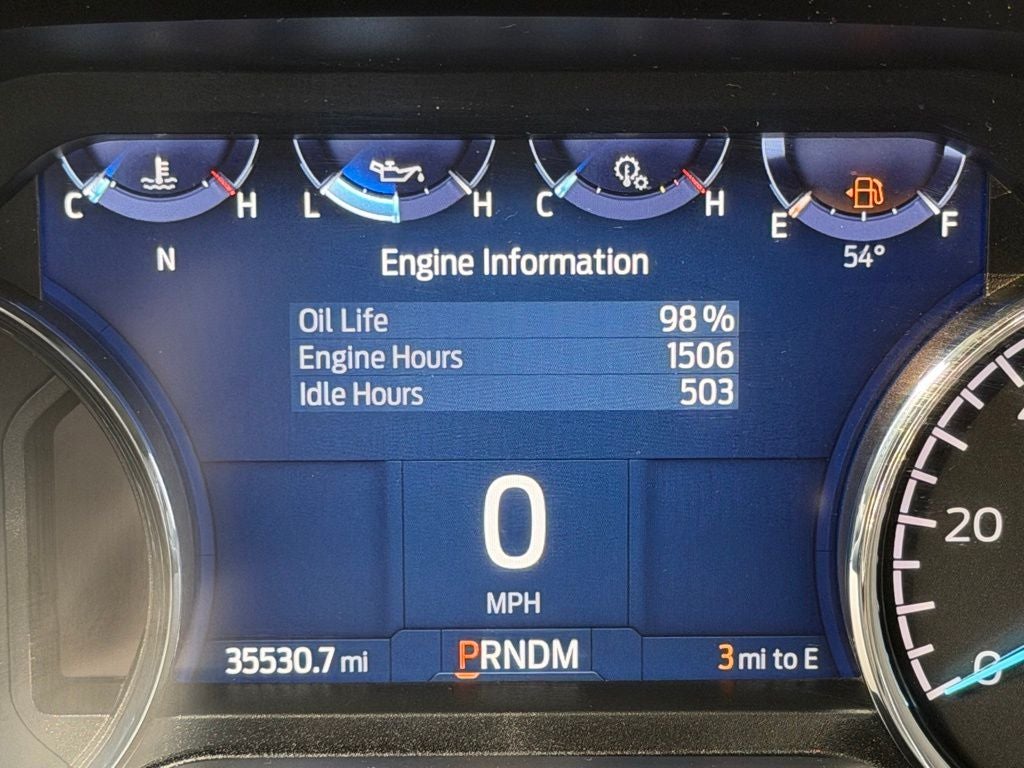 C H L H C H E F
N
54°
Engine Information
Oil Life 98 %
Engine Hours 1506
Idle Hours 503
0
MPH
20
0
35530.7 mi PRNDM 3 mi to E